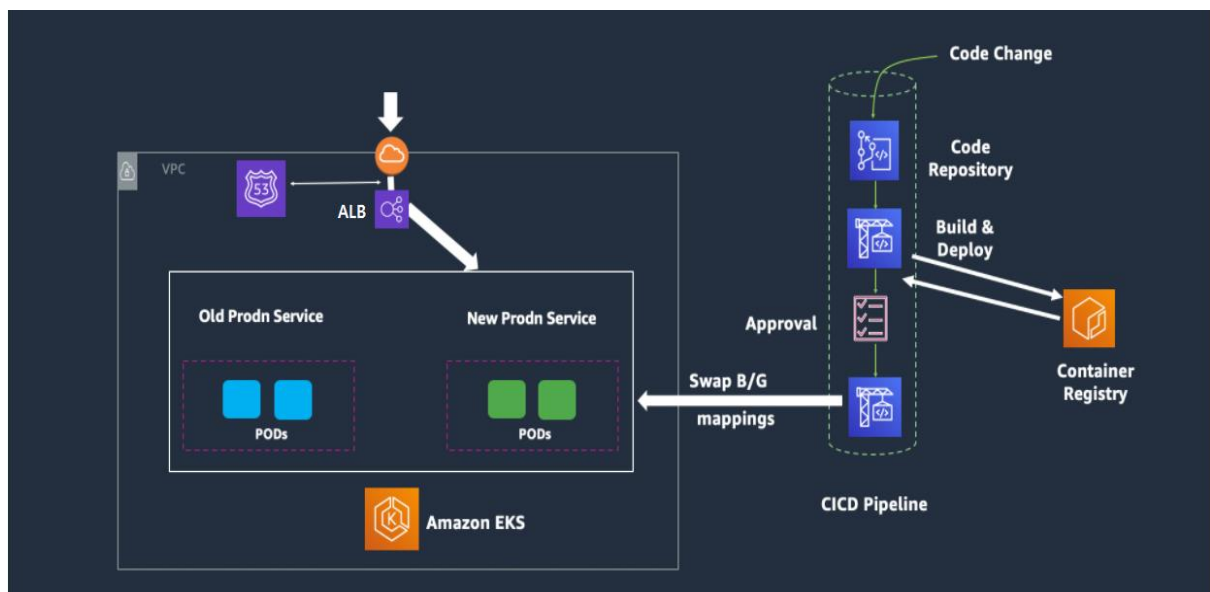 Code Change
VPC
53
ALB
Code
Repository
Build &
Deploy
Old Prodn Service
New Prodn Service
Approval
PODs
PODs
Swap B/G
mappings
Container
Registry
K
Amazon EKS
CICD Pipeline